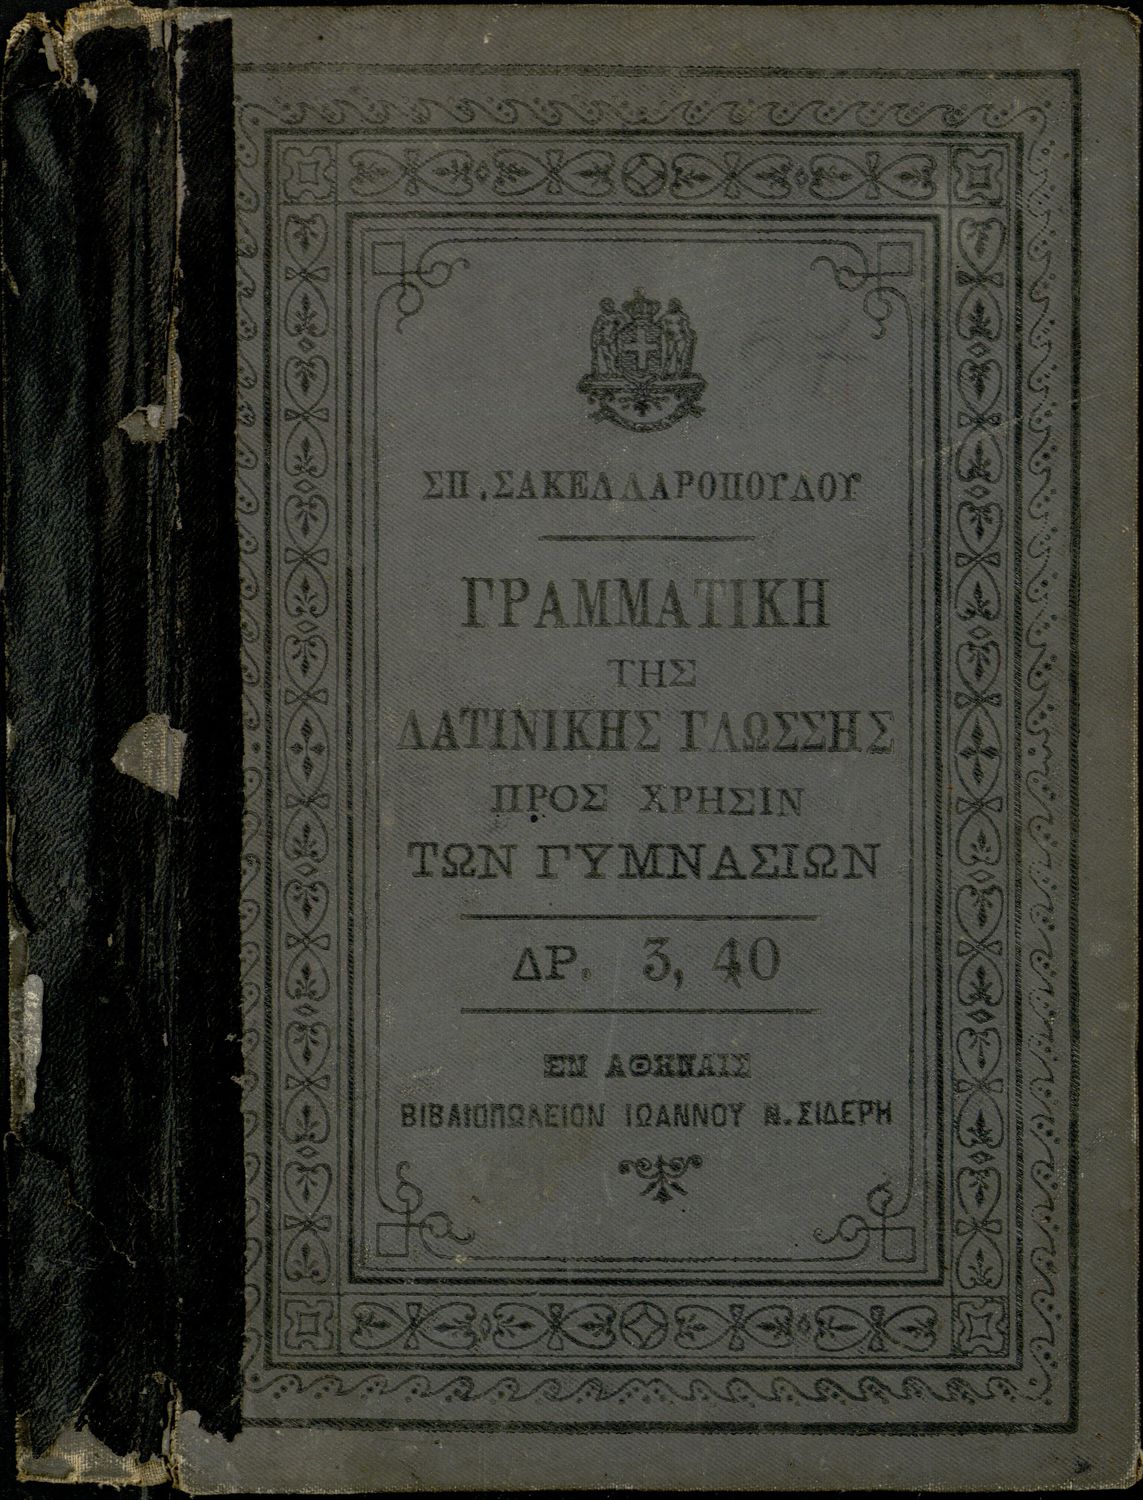 ΣΠ. ΣΑΚΕΛΛΑΡΟΠΟΥΛΟΥ
ΓΡΑΜΜΑΤΙΚΗ
ΤΗΣ
ΛΑΤΙΝΙΚΗΣ ΓΛΩΣΣΗΣ
ΠΡΟΣ ΧΡΗΣΙΝ
ΤΩΝ ΓΥΜΝΑΣΙΩΝ
ΔΡ. 3, 40
ΕΝ ΑΘΗΝΑΙΣ
ΒΙΒΛΙΟΠΩΛΕΙΟΝ ΙΩΑΝΝΟΥ Ν. ΣΙΔΕΡΗ